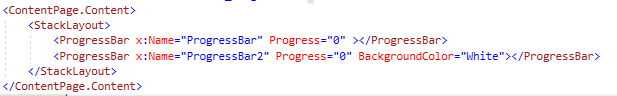 <ContentPage.Content>
<StackLayout>
<ProgressBar x:Name="ProgressBar" Progress="0" ></ProgressBar>
<ProgressBar x:Name="ProgressBar2" Progress="0" BackgroundColor="White"></ProgressBar>
</StackLayout>
</ContentPage.Content>